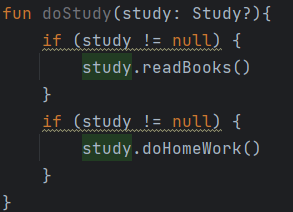 fun doStudy(study: Study?){
    if (study != null) {
        study.readBooks()
    }
    if (study != null) {
        study.doHomeWork()
    }
}